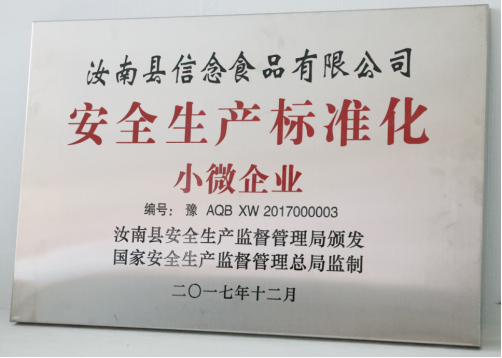 汝南县信念食品有限公司
安全生产标准化
小微企业
编号：豫 AQB XW 2017000003
汝南县安全生产监督管理局颁发
国家安全生产监督管理总局监制
二〇一七年十二月